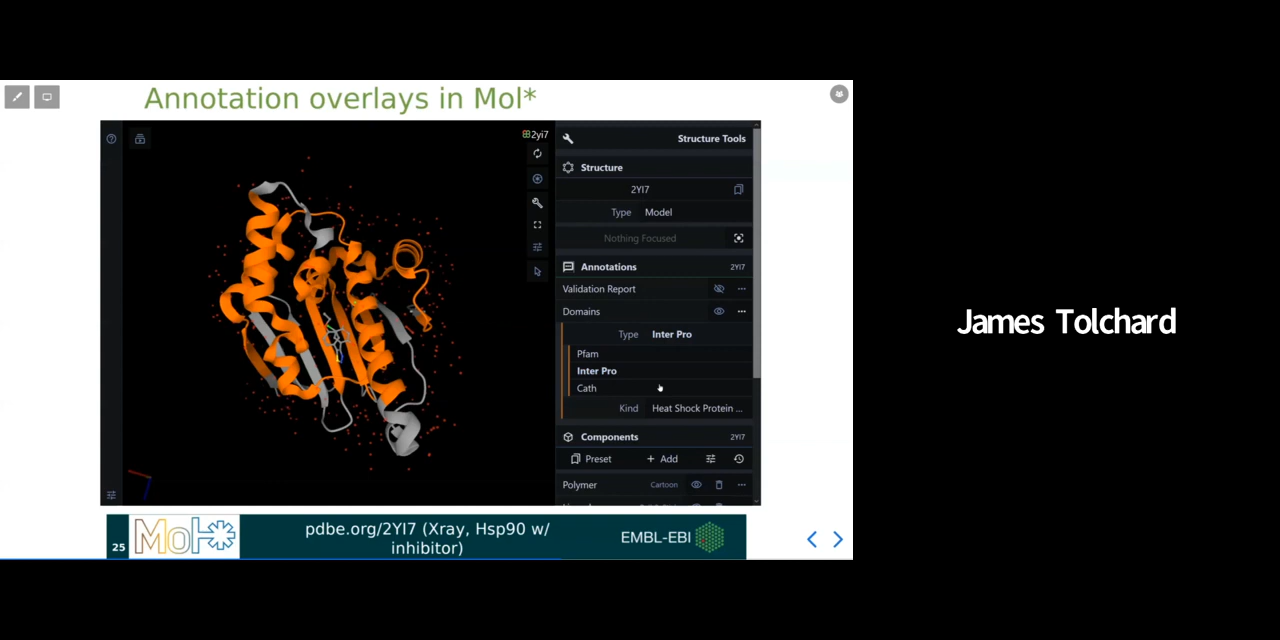 Annotation overlays in Mol*
2yi7
Structure Tools
Structure
2YI7
Type Model
Nothing Focused
Annotations 2YI7
Validation Report
Domains
Type Inter Pro
Pfam
Inter Pro
Cath
Kind Heat Shock Protein ...
Components 2YI7
Preset + Add
Polymer Cartoon
25
Mol*
pdbe.org/2YI7 (Xray, Hsp90 w/
inhibitor)
EMBL-EBI
James Tolchard